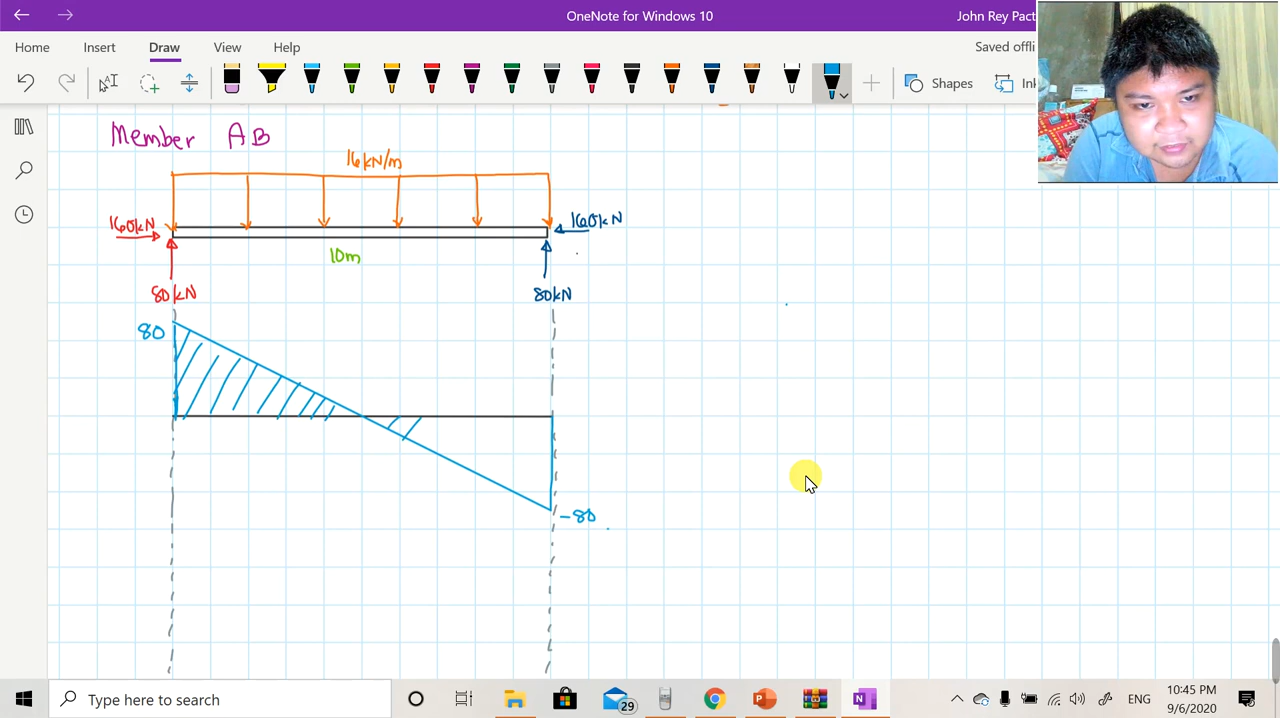 OneNote for Windows 10
John Rey Pact
Home Insert Draw View Help
Saved offli
Shapes
Ink
Member AB
16kN/m
160kN
160kN
10m
80kN
80kN
80
-80
Type here to search
29
ENG
10:45 PM
9/6/2020